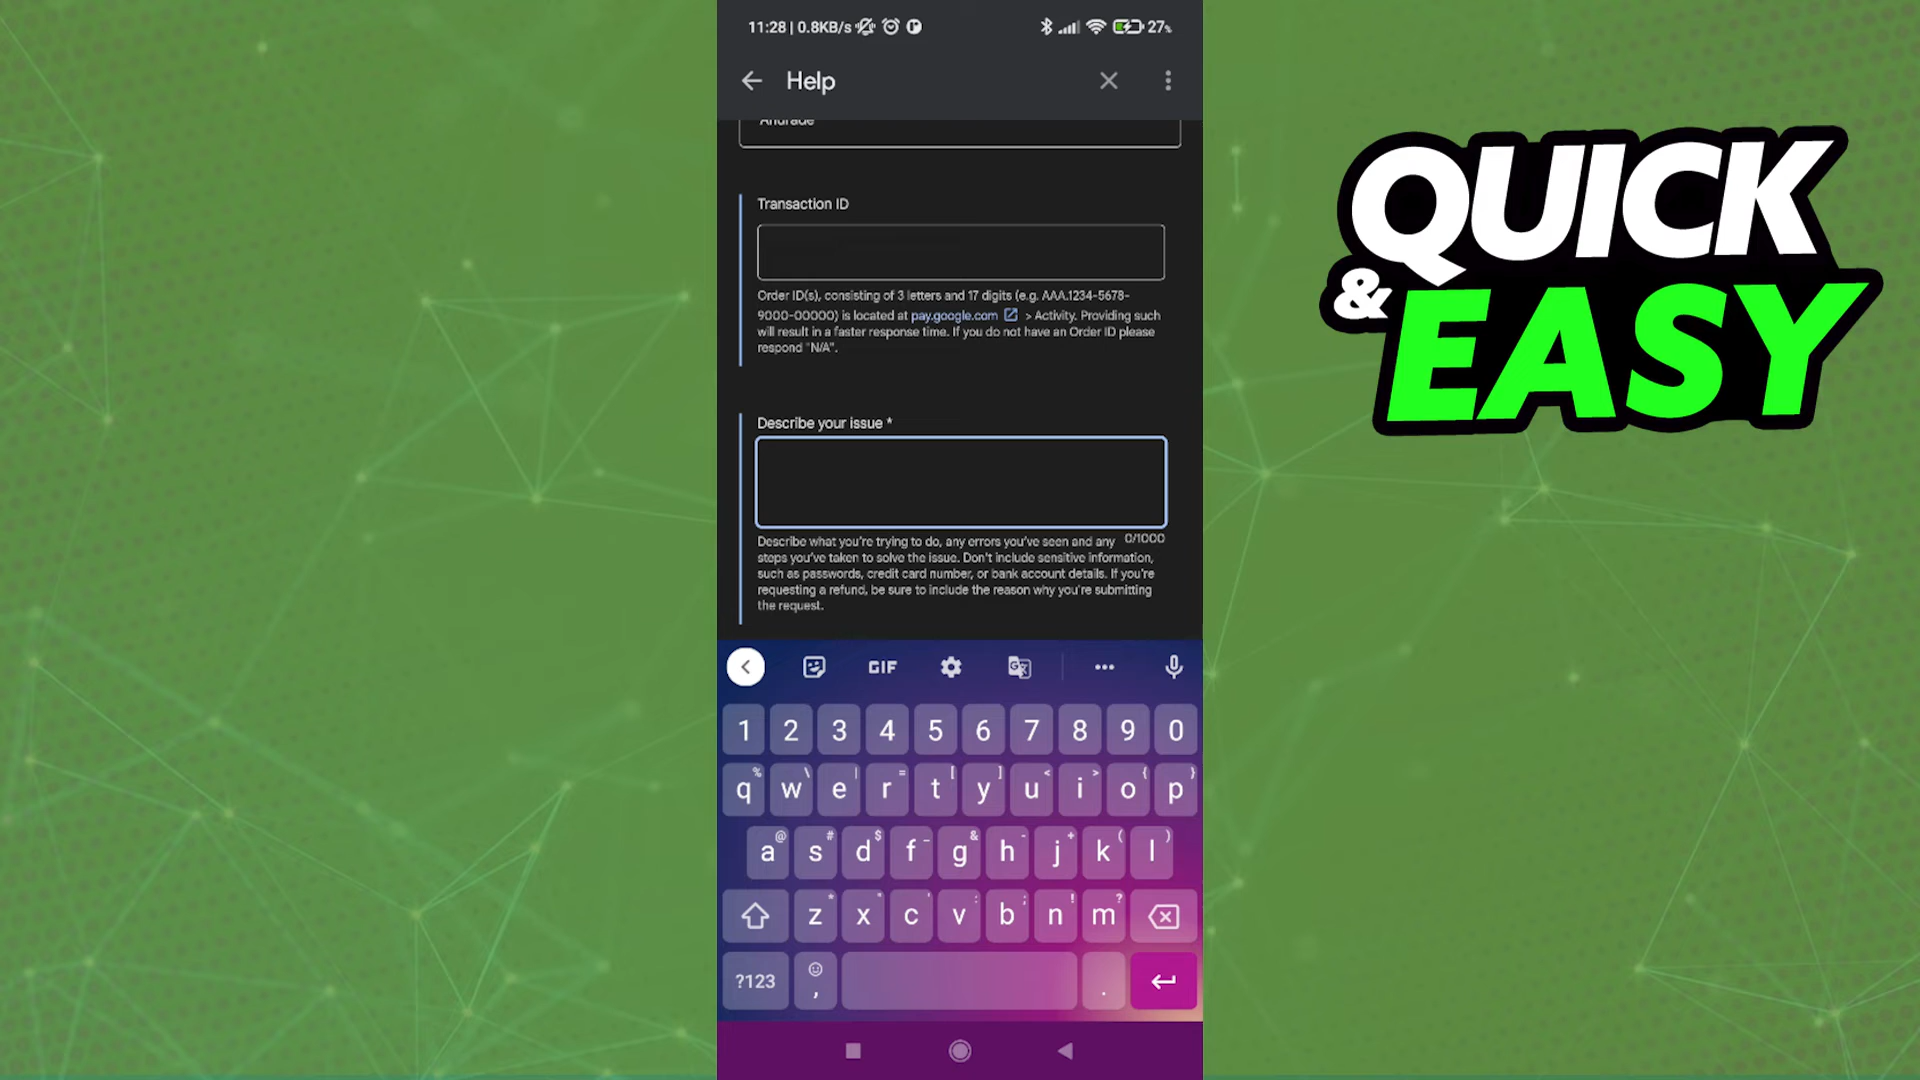 11:28 | 0.8KB/s
27%
Help
Andrade
Transaction ID
Order ID(s), consisting of 3 letters and 17 digits (e.g. AAA.1234-5678-
9000-00000) is located at pay.google.com > Activity. Providing such
will result in a faster response time. If you do not have an Order ID please
respond "N/A".
Describe your issue *
Describe what you're trying to do, any errors you've seen and any 0/1000
steps you've taken to solve the issue. Don't include sensitive information,
such as passwords, credit card number, or bank account details. If you're
requesting a refund, be sure to include the reason why you're submitting
the request.
GIF
1 2 3 4 5 6 7 8 9 0
% \ | = [ ] < > { }
q w e r t y u i o p
@ # $ _ & - + ( )
a s d f g h j k l
* " ' : ; ! ?
z x c v b n m
?123 , .
QUICK
&
EASY